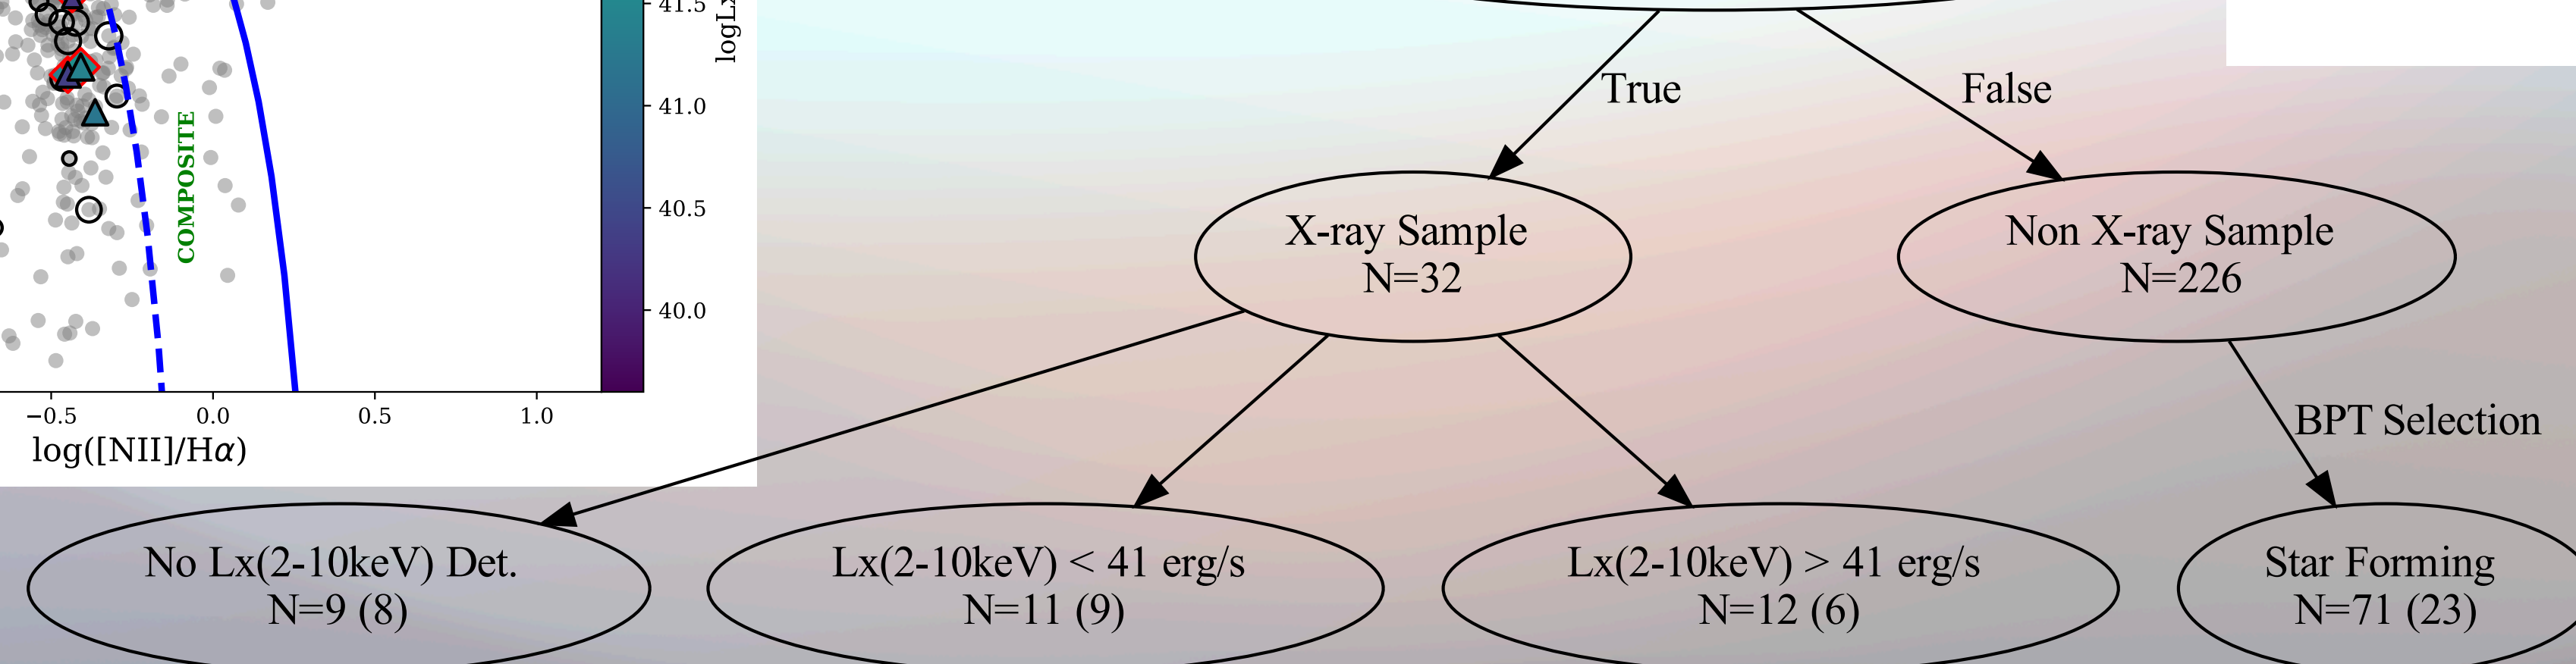 41.5
41.0
40.5
40.0
logLx
COMPOSITE
−0.5
0.0
0.5
1.0
log([NII]/Hα)
True
False
X-ray Sample
N=32
Non X-ray Sample
N=226
BPT Selection
No Lx(2-10keV) Det.
N=9 (8)
Lx(2-10keV) < 41 erg/s
N=11 (9)
Lx(2-10keV) > 41 erg/s
N=12 (6)
Star Forming
N=71 (23)